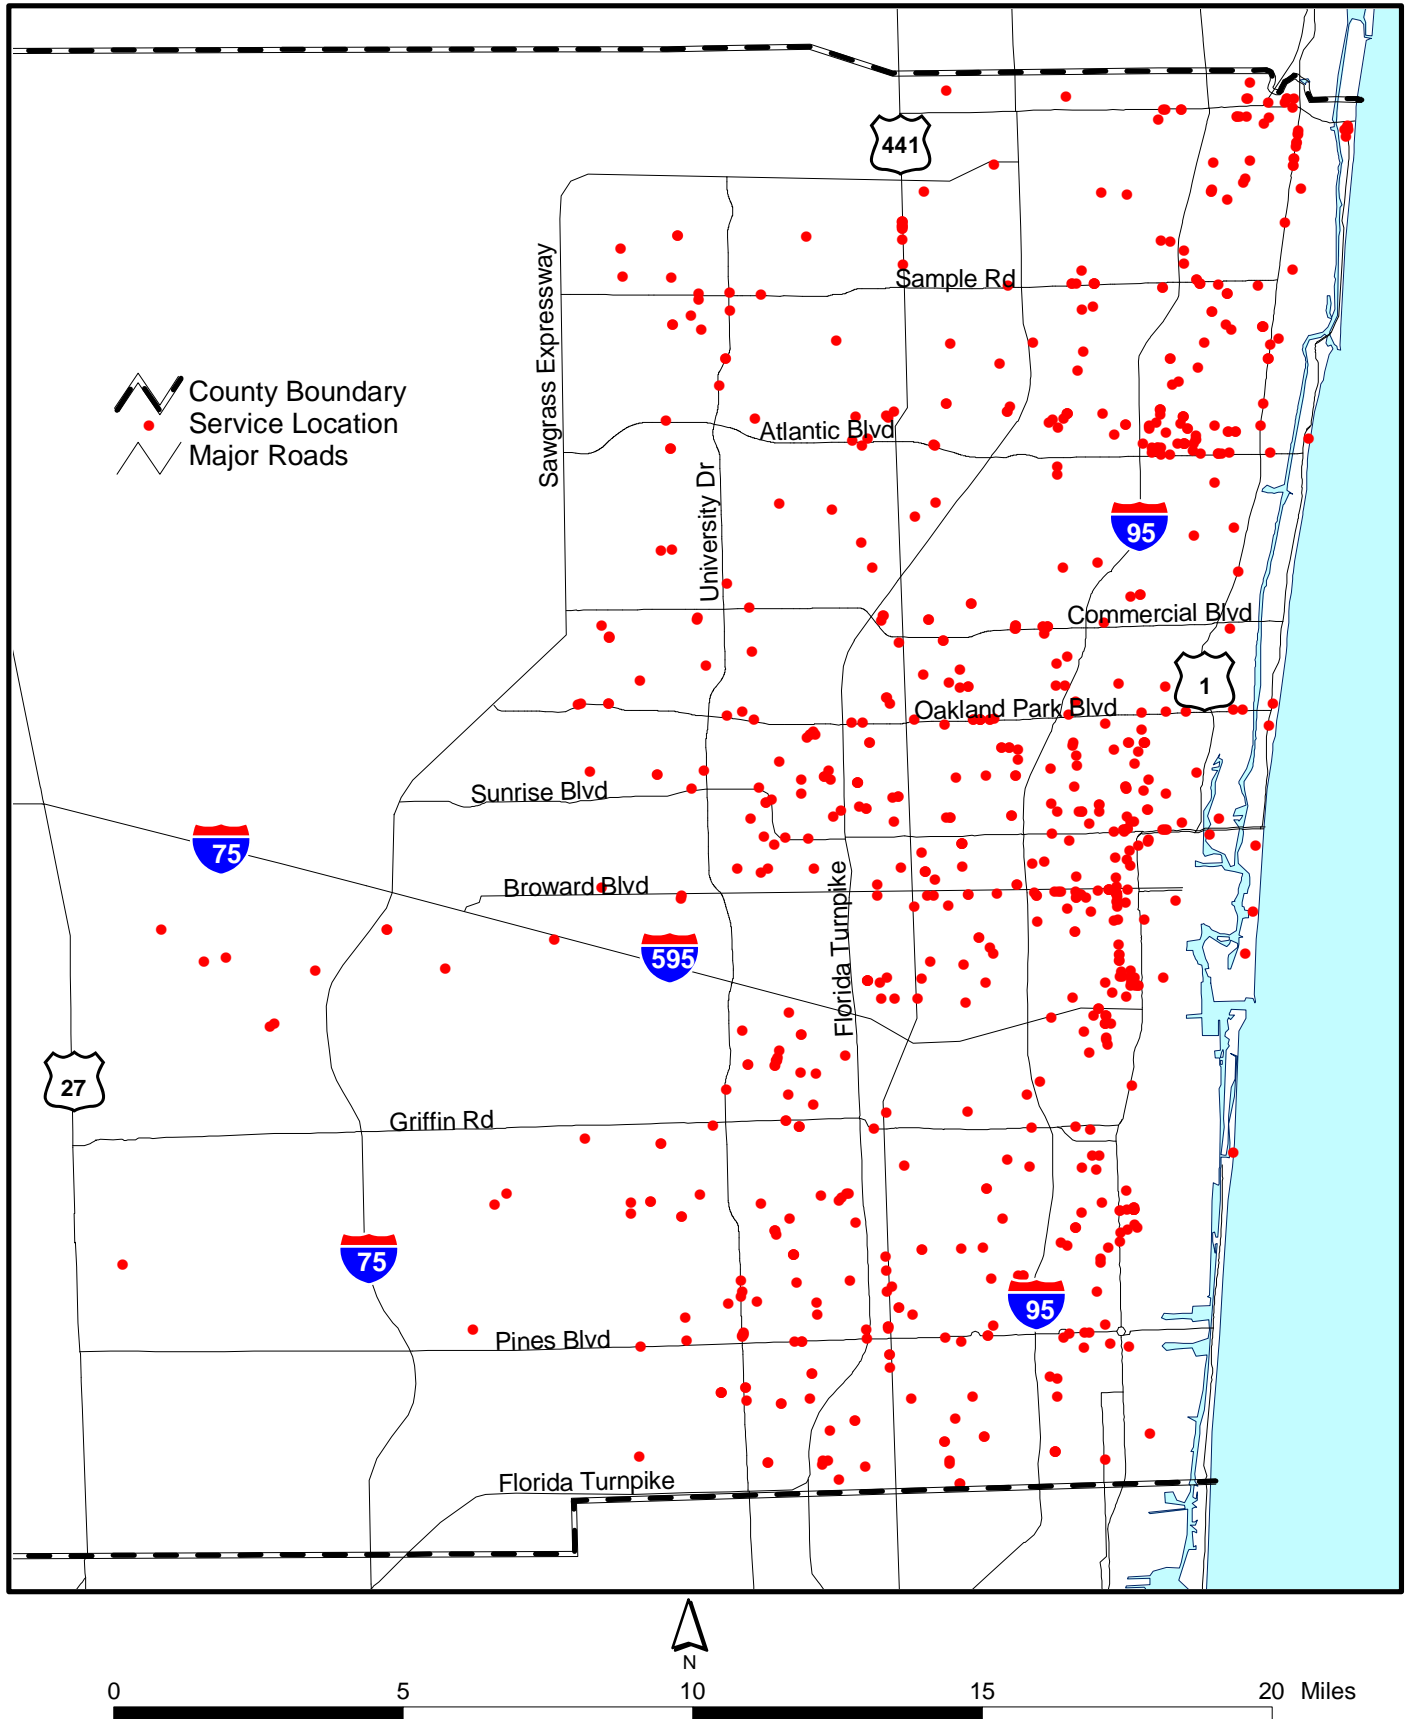 441
Sample Rd
Sawgrass Expressway
County Boundary
Service Location
Major Roads
Atlantic Blvd
University Dr
95
Commercial Blvd
1
Oakland Park Blvd
Sunrise Blvd
75
Broward Blvd
Florida Turnpike
595
27
Griffin Rd
75
95
Pines Blvd
Florida Turnpike
N
0 5 10 15 20 Miles